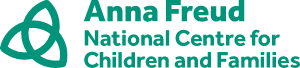 Anna Freud
National Centre for
Children and Families